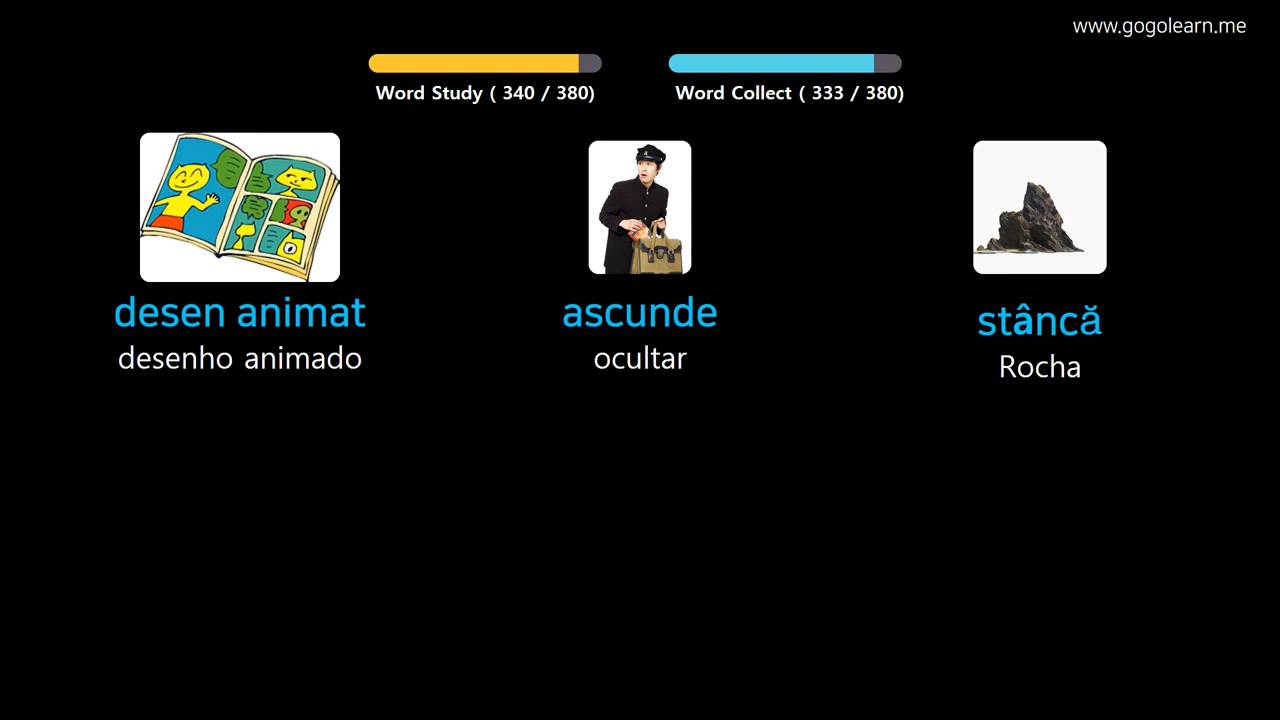 www.gogolearn.me
Word Study ( 340 / 380)
Word Collect ( 333 / 380)
desen animat
desenho animado
ascunde
ocultar
stâncă
Rocha